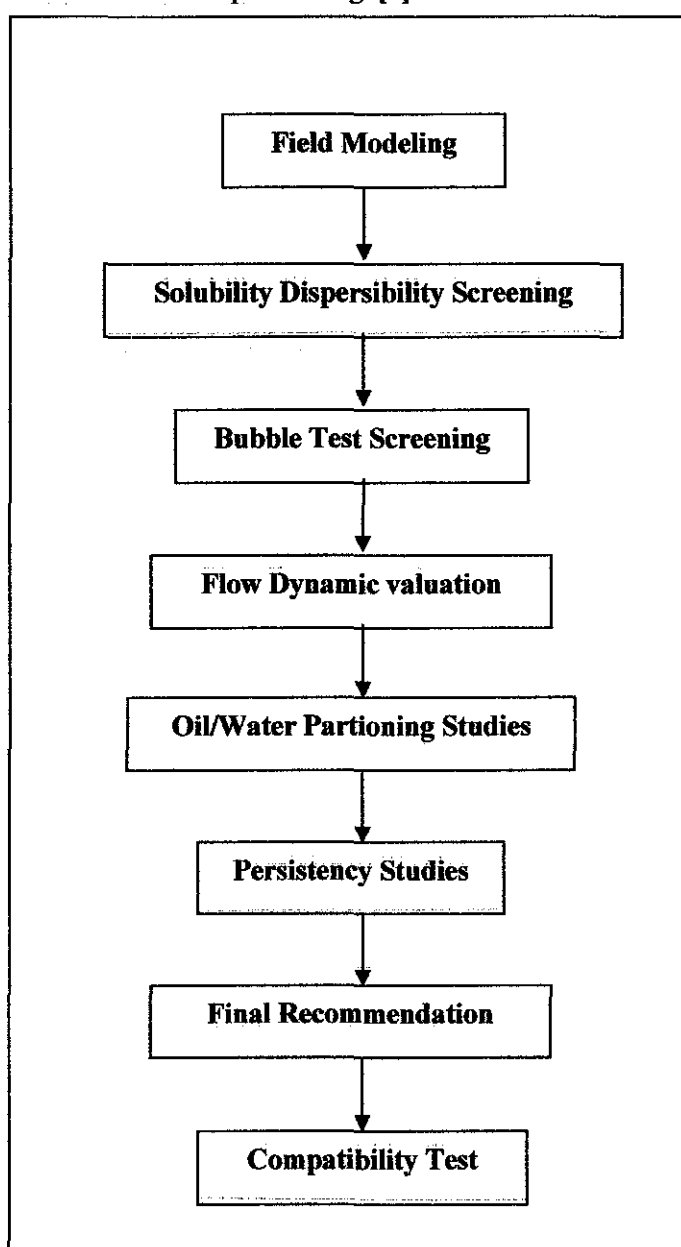 Field Modeling
Solubility Dispersibility Screening
Bubble Test Screening
Flow Dynamic valuation
Oil/Water Partioning Studies
Persistency Studies
Final Recommendation
Compatibility Test